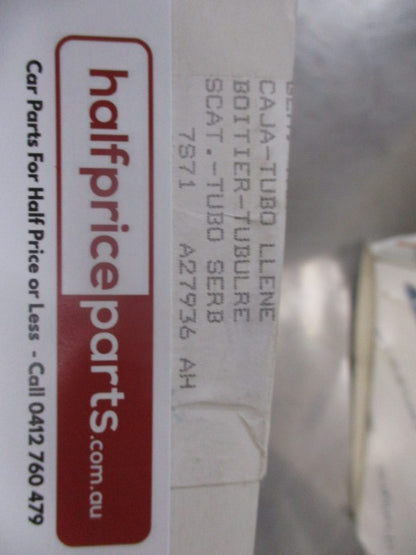 CAJA-TUBO LLENE
BOITIER-TUBULRE
SCAT.-TUBO SERB
7S71 A27936 AH
halfpriceparts.com.au
Car Parts For Half Price or Less - Call 0412 760 479